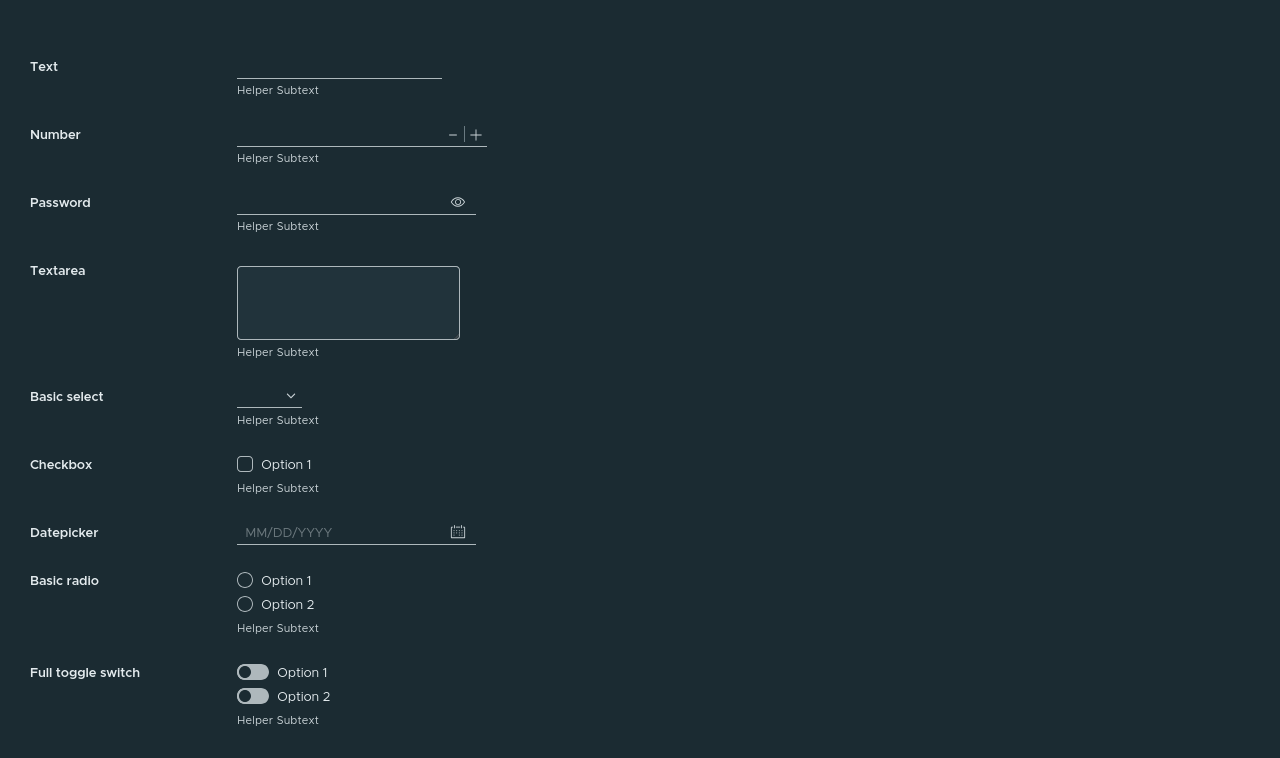 Text
Helper Subtext
Number
Helper Subtext
Password
Helper Subtext
Textarea
Helper Subtext
Basic select
Helper Subtext
Checkbox
Option 1
Helper Subtext
Datepicker
MM/DD/YYYY
Basic radio
Option 1
Option 2
Helper Subtext
Full toggle switch
Option 1
Option 2
Helper Subtext